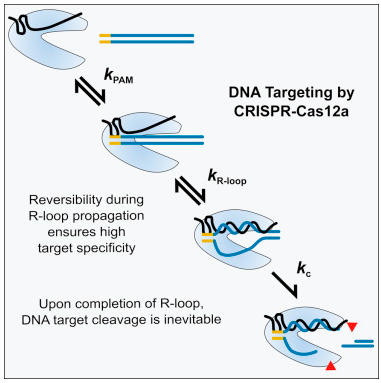 kPAM
DNA Targeting by
CRISPR-Cas12a
kR-loop
Reversibility during
R-loop propagation
ensures high
target specificity
kc
Upon completion of R-loop,
DNA target cleavage is inevitable